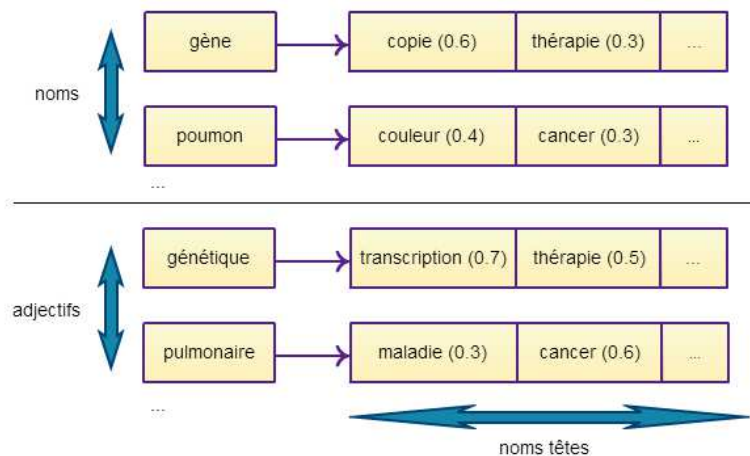 gène copie (0.6) thérapie (0.3) ...
noms
poumon couleur (0.4) cancer (0.3) ...
...
génétique transcription (0.7) thérapie (0.5) ...
adjectifs
pulmonaire maladie (0.3) cancer (0.6) ...
...
noms têtes